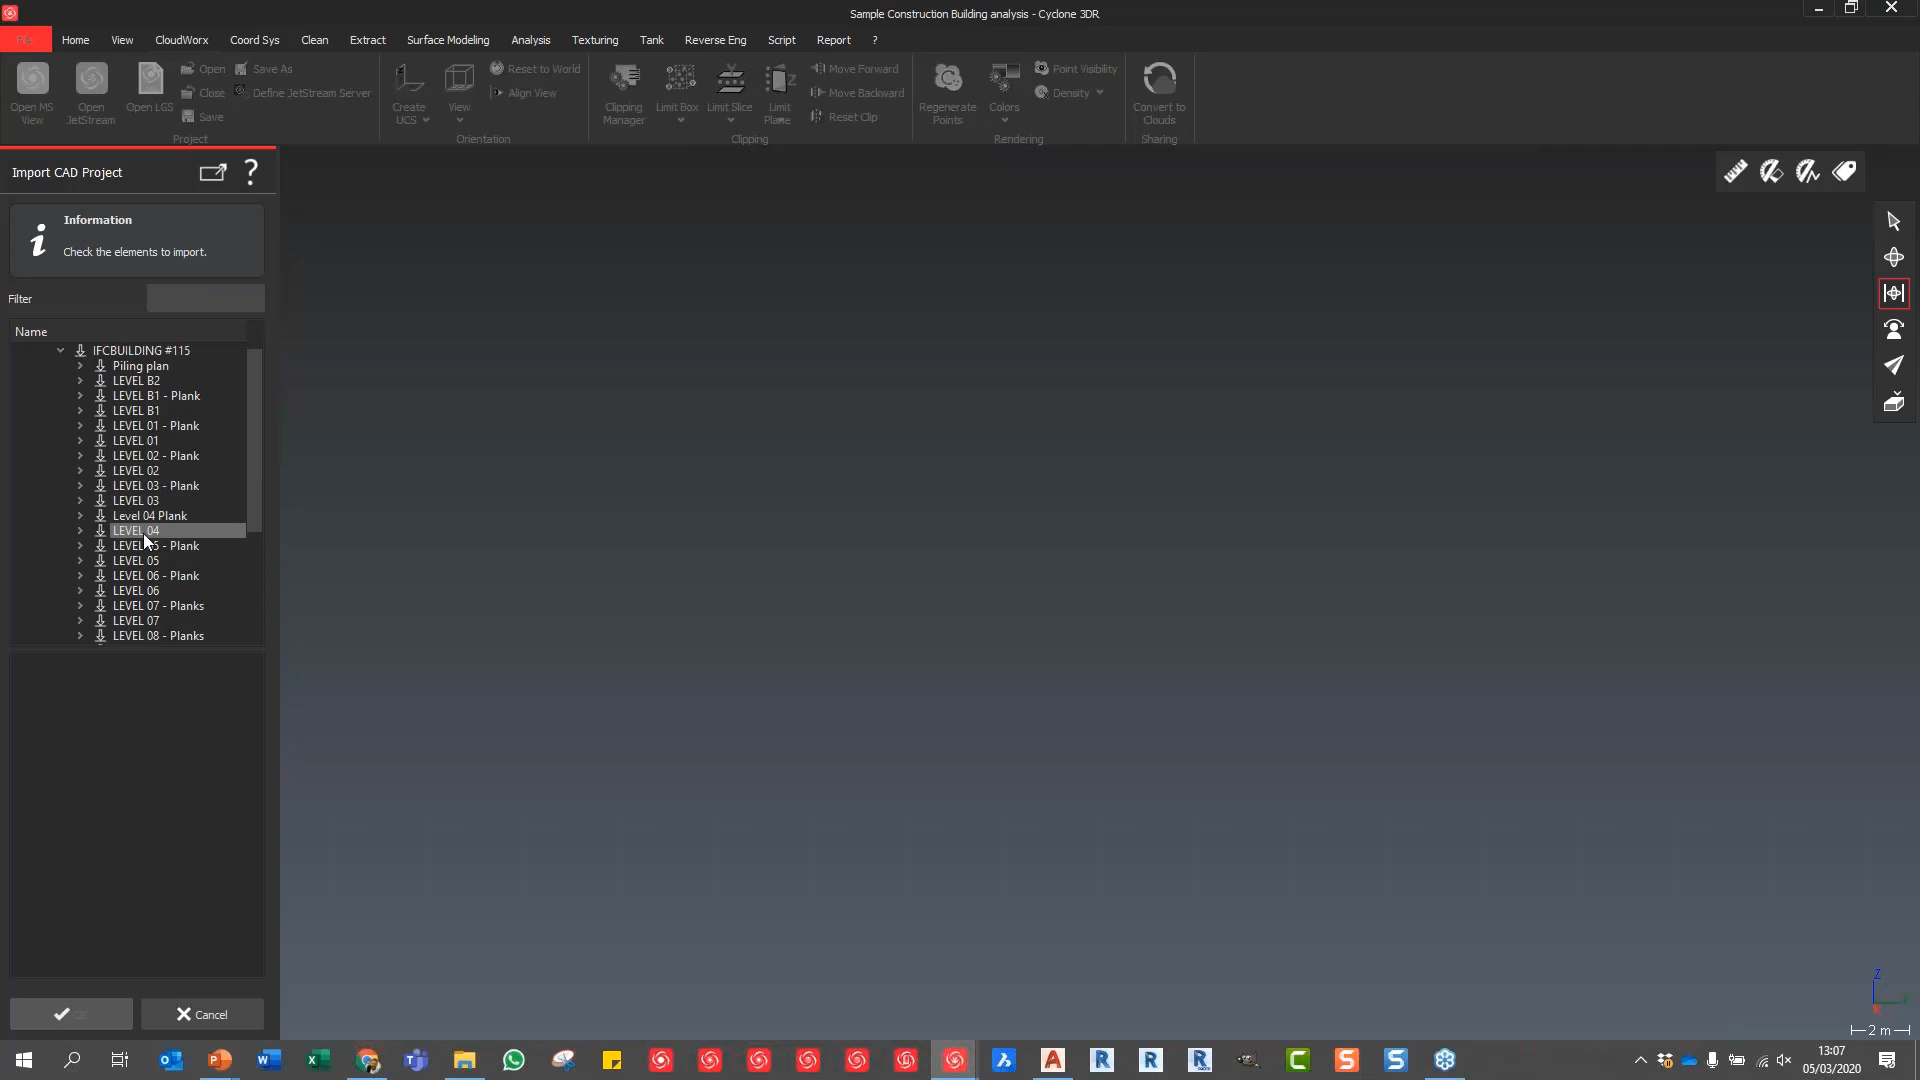 Sample Construction Building analysis - Cyclone 3DR
File Home View CloudWorx Coord Sys Clean Extract Surface Modeling Analysis Texturing Tank Reverse Eng Script Report ?
Open MS View
Open JetStream
Open LGS
Open
Close
Save
Save As
Define JetStream Server
Project
Create UCS
View
Reset to World
Align View
Orientation
Clipping Manager
Limit Box
Limit Slice
Limit Plane
Move Forward
Move Backward
Reset Clip
Clipping
Regenerate Points
Colors
Point Visibility
Density
Rendering
Convert to Clouds
Sharing
Import CAD Project
?
Information
Check the elements to import.
Filter
Name
IFCBUILDING #115
Piling plan
LEVEL B2
LEVEL B1 - Plank
LEVEL B1
LEVEL 01 - Plank
LEVEL 01
LEVEL 02 - Plank
LEVEL 02
LEVEL 03 - Plank
LEVEL 03
Level 04 Plank
LEVEL 04
LEVEL 05 - Plank
LEVEL 05
LEVEL 06 - Plank
LEVEL 06
LEVEL 07 - Planks
LEVEL 07
LEVEL 08 - Planks
OK
Cancel
Z
2 m
13:07
05/03/2020